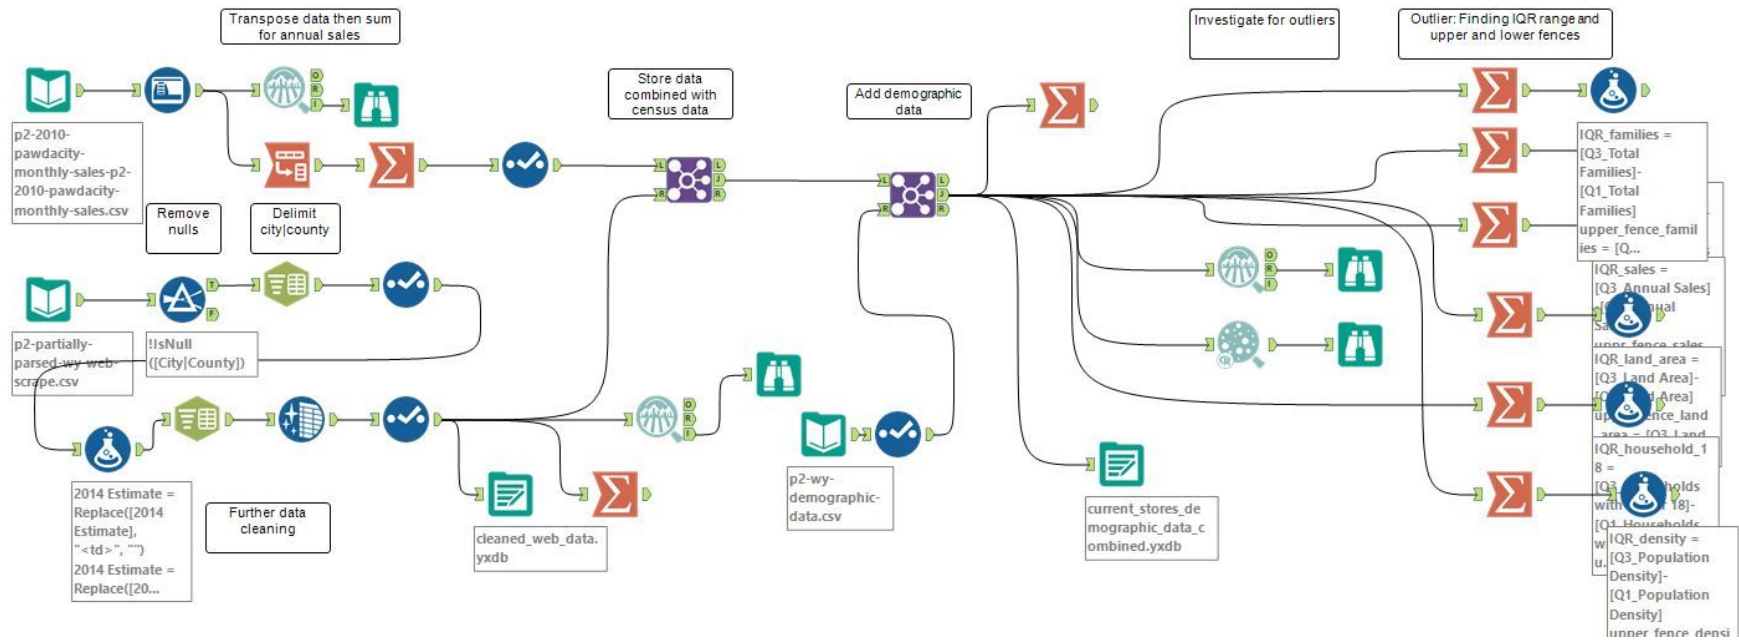 Transpose data then sum
for annual sales
Investigate for outliers
Outlier: Finding IQR range and
upper and lower fences
Store data
combined with
census data
Add demographic
data
p2-2010-
pawdacity-
monthly-sales-p2-
2010-pawdacity-
monthly-sales.csv
Remove
nulls
Delimit
city|county
p2-partially-
parsed-wy-web-
scrape.csv
!IsNull
([City|County])
2014 Estimate =
Replace([2014
Estimate],
"<td>", "")
2014 Estimate =
Replace([20...
Further data
cleaning
cleaned_web_data.
yxdb
p2-wy-
demographic-
data.csv
current_stores_de
mographic_data_c
ombined.yxdb
IQR_families =
[Q3_Total
Families]-
[Q1_Total
Families]
upper_fence_famil
ies = [Q...
IQR_sales =
[Q3_Annual Sales]
IQR_land_area =
[Q3_Land Area]-
IQR_household_1
8 =
IQR_density =
[Q3_Population
Density]-
[Q1_Population
Density]
upper_fence_densi